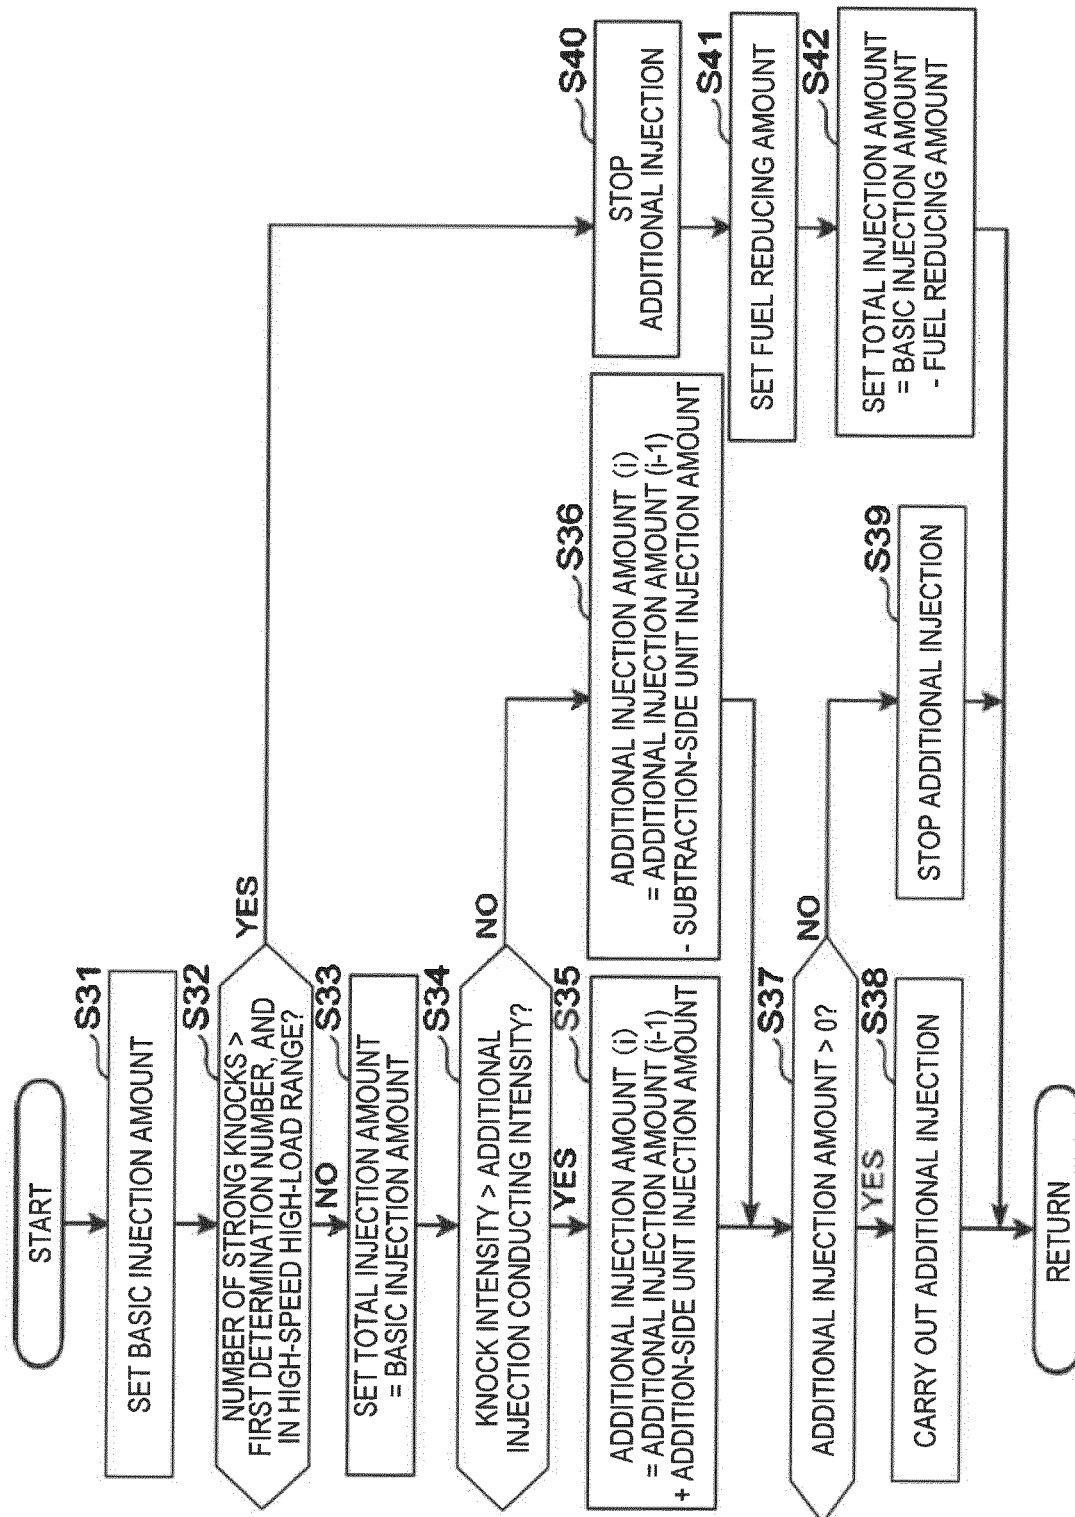 START
S31
SET BASIC INJECTION AMOUNT
S32
NUMBER OF STRONG KNOCKS >
FIRST DETERMINATION NUMBER, AND
IN HIGH-SPEED HIGH-LOAD RANGE?
YES
NO
S33
SET TOTAL INJECTION AMOUNT
= BASIC INJECTION AMOUNT
S34
KNOCK INTENSITY > ADDITIONAL
INJECTION CONDUCTING INTENSITY?
NO
YES
S35
ADDITIONAL INJECTION AMOUNT (i)
= ADDITIONAL INJECTION AMOUNT (i-1)
+ ADDITION-SIDE UNIT INJECTION AMOUNT
S36
ADDITIONAL INJECTION AMOUNT (i)
= ADDITIONAL INJECTION AMOUNT (i-1)
- SUBTRACTION-SIDE UNIT INJECTION AMOUNT
S37
ADDITIONAL INJECTION AMOUNT > 0?
NO
YES
S38
CARRY OUT ADDITIONAL INJECTION
S39
STOP ADDITIONAL INJECTION
S40
STOP
ADDITIONAL INJECTION
S41
SET FUEL REDUCING AMOUNT
S42
SET TOTAL INJECTION AMOUNT
= BASIC INJECTION AMOUNT
- FUEL REDUCING AMOUNT
RETURN